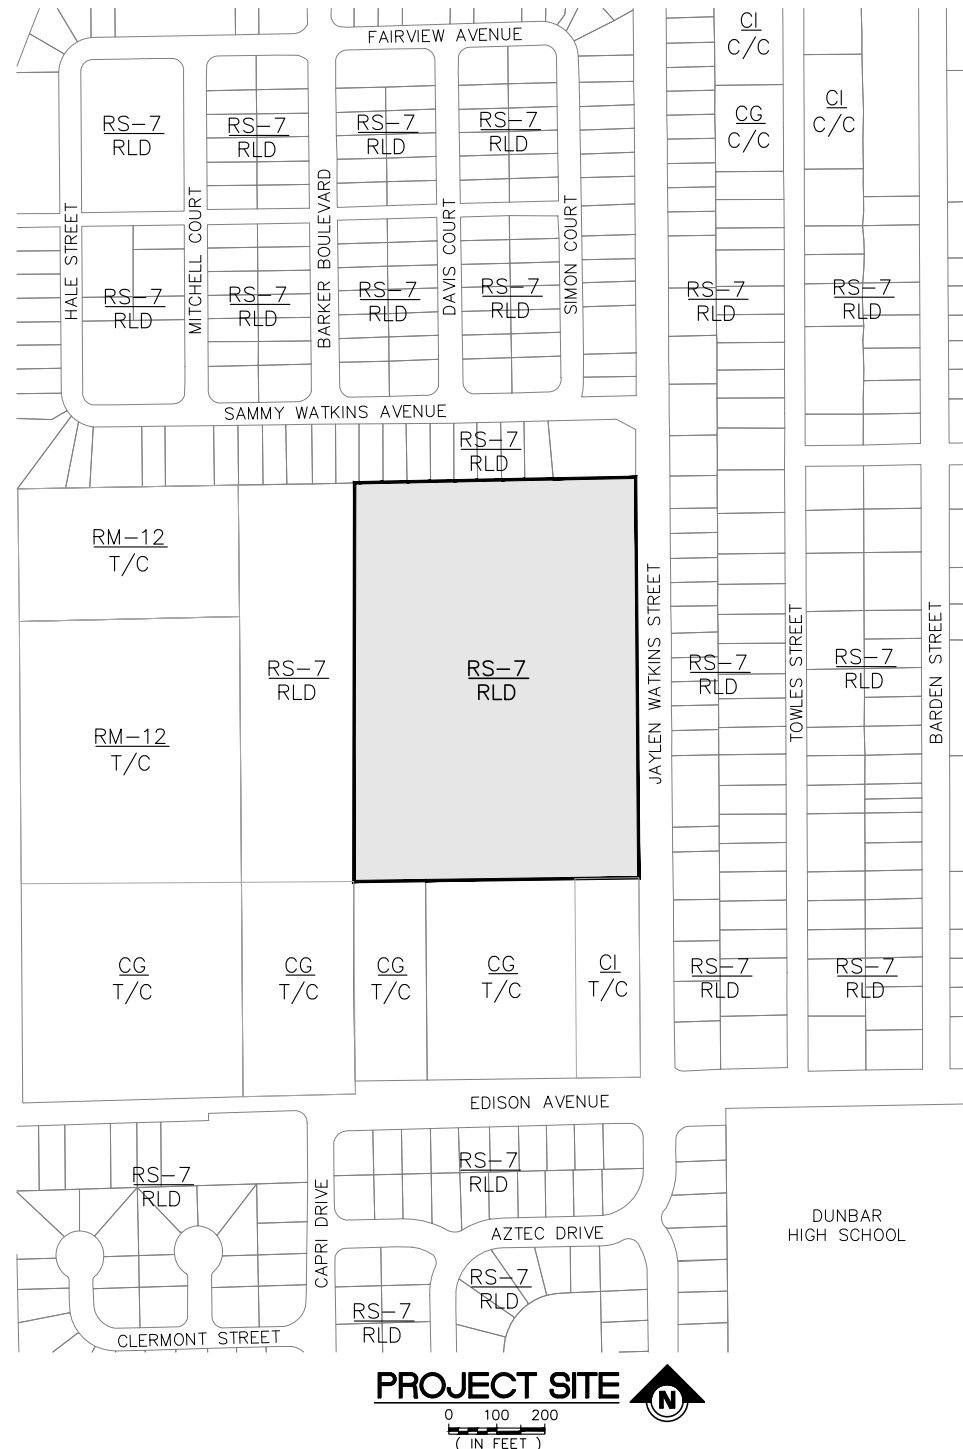 FAIRVIEW AVENUE
CI
C/C
CG
C/C
CI
C/C
RS-7
RLD
RS-7
RLD
RS-7
RLD
RS-7
RLD
HALE STREET
MITCHELL COURT
BARKER BOULEVARD
DAVIS COURT
SIMON COURT
RS-7
RLD
RS-7
RLD
RS-7
RLD
RS-7
RLD
RS-7
RLD
RS-7
RLD
SAMMY WATKINS AVENUE
RS-7
RLD
RM-12
T/C
RM-12
T/C
RS-7
RLD
RS-7
RLD
JAYLEN WATKINS STREET
RS-7
RLD
TOWLES STREET
RS-7
RLD
BARDEN STREET
CG
T/C
CG
T/C
CG
T/C
CG
T/C
CI
T/C
RS-7
RLD
RS-7
RLD
EDISON AVENUE
RS-7
RLD
CAPRI DRIVE
RS-7
RLD
AZTEC DRIVE
RS-7
RLD
RS-7
RLD
CLERMONT STREET
DUNBAR
HIGH SCHOOL
PROJECT SITE
N
0 100 200
( IN FEET )